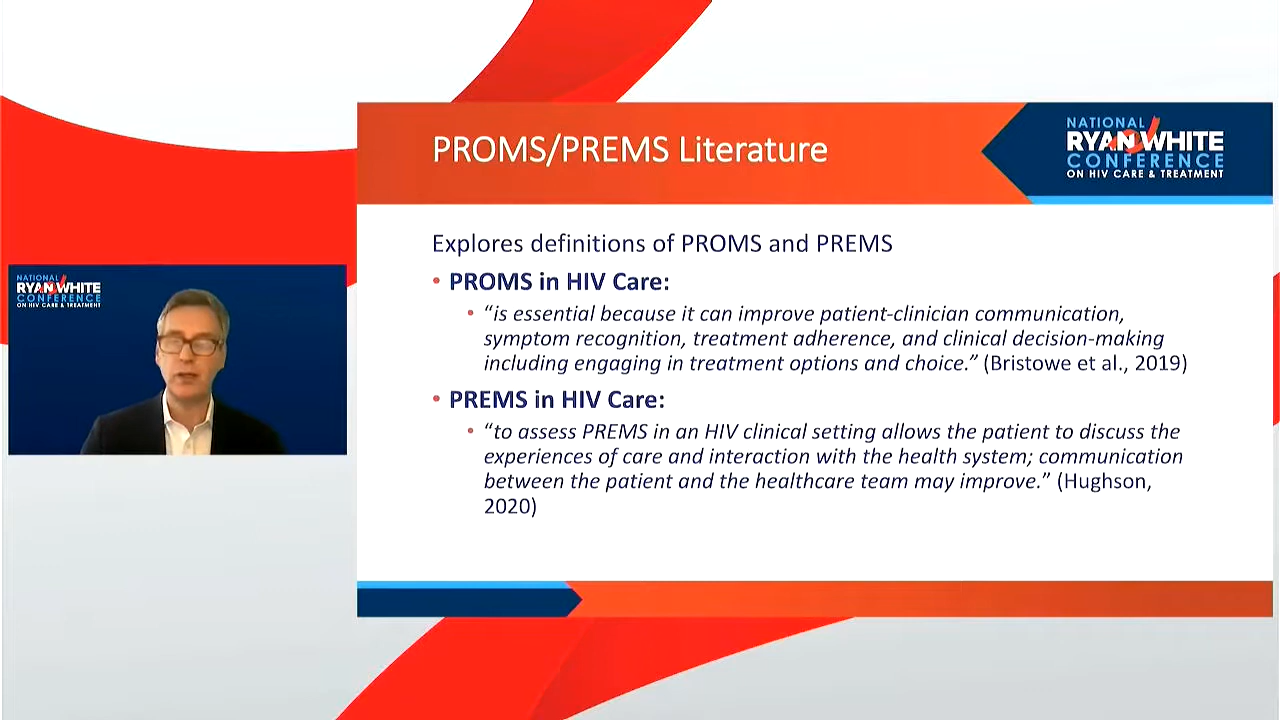 NATIONAL
RYAN WHITE
CONFERENCE
ON HIV CARE & TREATMENT
PROMS/PREMS Literature
NATIONAL
RYAN WHITE
CONFERENCE
ON HIV CARE & TREATMENT
Explores definitions of PROMS and PREMS
• PROMS in HIV Care:
• “is essential because it can improve patient-clinician communication,
symptom recognition, treatment adherence, and clinical decision-making
including engaging in treatment options and choice.” (Bristowe et al., 2019)
• PREMS in HIV Care:
• “to assess PREMS in an HIV clinical setting allows the patient to discuss the
experiences of care and interaction with the health system; communication
between the patient and the healthcare team may improve.” (Hughson,
2020)